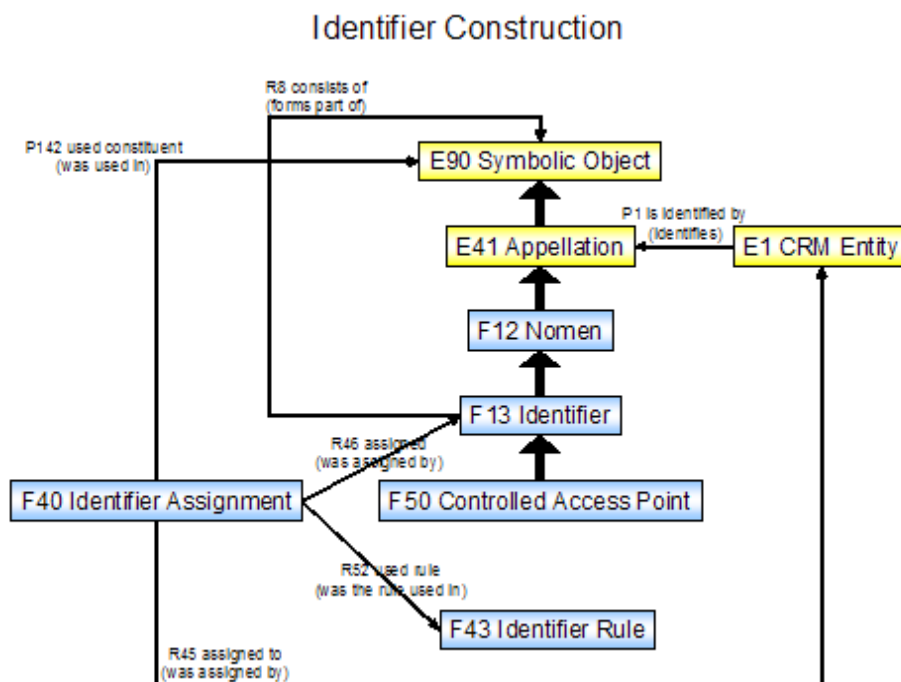 Identifier Construction
R8 consists of
(forms part of)
P142 used constituent
(was used in)
E90 Symbolic Object
P1 is identified by
(identifies)
E41 Appellation
E1 CRM Entity
F12 Nomen
F13 Identifier
R46 assigned
(was assigned by)
F40 Identifier Assignment
F50 Controlled Access Point
R52 used rule
(was the rule used in)
F43 Identifier Rule
R45 assigned to
(was assigned by)